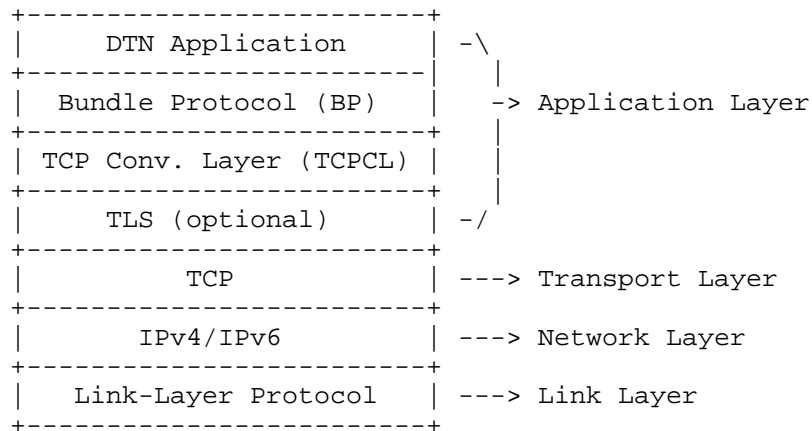 +-------------------------+
|     DTN Application     | -\
+-------------------------|   |
|  Bundle Protocol (BP)   |   -> Application Layer
+-------------------------+   |
| TCP Conv. Layer (TCPCL) |   |
+-------------------------+   |
|     TLS (optional)      | -/
+-------------------------+
|          TCP            | ---> Transport Layer
+-------------------------+
|       IPv4/IPv6         | ---> Network Layer
+-------------------------+
|   Link-Layer Protocol   | ---> Link Layer
+-------------------------+